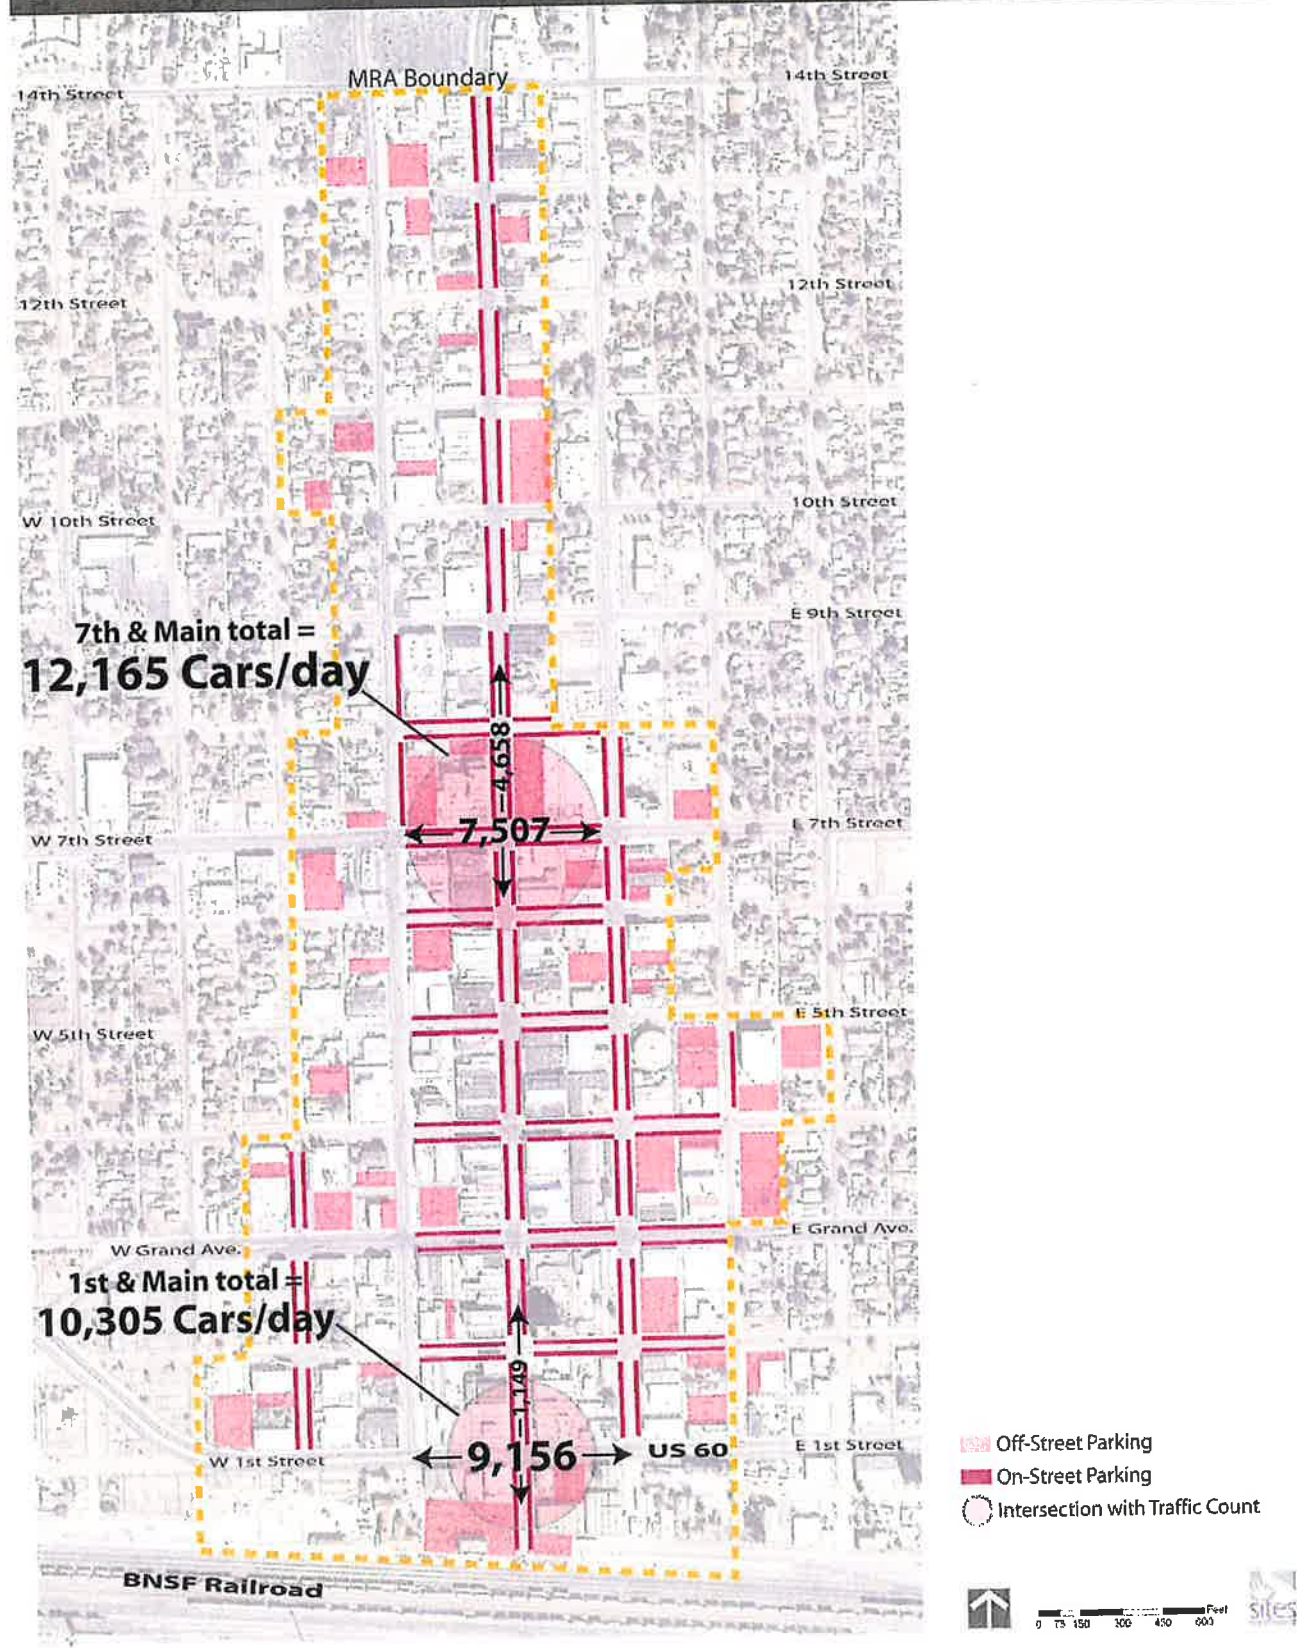 MRA Boundary
14th Street
14th Street
12th Street
12th Street
10th Street
W 10th Street
E 9th Street
7th & Main total =
12,165 Cars/day
4,658
7,507
E 7th Street
W 7th Street
E 5th Street
W 5th Street
E Grand Ave.
W Grand Ave.
1st & Main total =
10,305 Cars/day
1,149
9,156
US 60
E 1st Street
W 1st Street
BNSF Railroad
Off-Street Parking
On-Street Parking
Intersection with Traffic Count
Feet
0 75 150 300 450 600
sites